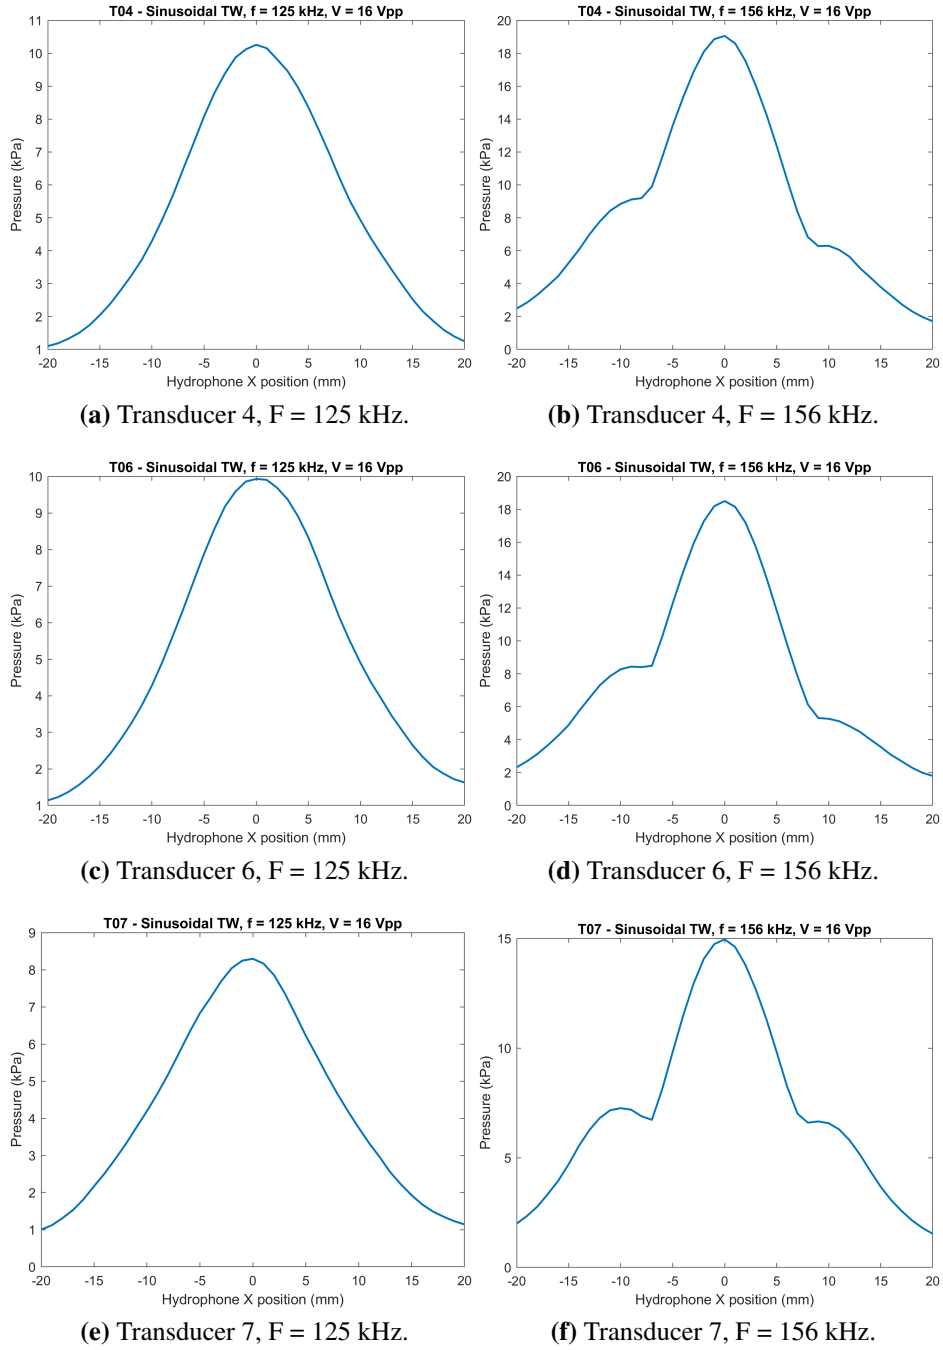 T04 - Sinusoidal TW, f = 125 kHz, V = 16 Vpp
11
10
9
8
7
6
5
4
3
2
1
Pressure (kPa)
-20 -15 -10 -5 0 5 10 15 20
Hydrophone X position (mm)
(a) Transducer 4, F = 125 kHz.
T04 - Sinusoidal TW, f = 156 kHz, V = 16 Vpp
20
18
16
14
12
10
8
6
4
2
0
Pressure (kPa)
-20 -15 -10 -5 0 5 10 15 20
Hydrophone X position (mm)
(b) Transducer 4, F = 156 kHz.
T06 - Sinusoidal TW, f = 125 kHz, V = 16 Vpp
10
9
8
7
6
5
4
3
2
1
Pressure (kPa)
-20 -15 -10 -5 0 5 10 15 20
Hydrophone X position (mm)
(c) Transducer 6, F = 125 kHz.
T06 - Sinusoidal TW, f = 156 kHz, V = 16 Vpp
20
18
16
14
12
10
8
6
4
2
0
Pressure (kPa)
-20 -15 -10 -5 0 5 10 15 20
Hydrophone X position (mm)
(d) Transducer 6, F = 156 kHz.
T07 - Sinusoidal TW, f = 125 kHz, V = 16 Vpp
9
8
7
6
5
4
3
2
1
0
Pressure (kPa)
-20 -15 -10 -5 0 5 10 15 20
Hydrophone X position (mm)
(e) Transducer 7, F = 125 kHz.
T07 - Sinusoidal TW, f = 156 kHz, V = 16 Vpp
15
10
5
0
Pressure (kPa)
-20 -15 -10 -5 0 5 10 15 20
Hydrophone X position (mm)
(f) Transducer 7, F = 156 kHz.